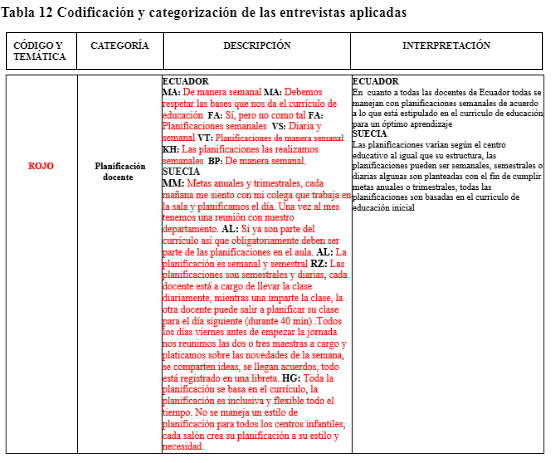 Tabla 12 Codificación y categorización de las entrevistas aplicadas
CÓDIGO Y
TEMÁTICA
CATEGORÍA
DESCRIPCIÓN
INTERPRETACIÓN
ROJO
Planificación
docente
ECUADOR
MA: De manera semanal MA: Debemos
respetar las bases que nos da el currículo de
educación FA: Sí, pero no como tal FA:
Planificaciones semanales VS: Diaria y
semanal VT: Planificaciones de manera semanal
KH: Las planificaciones las realizamos
semanales BP: De manera semanal.
SUECIA
MM: Metas anuales y trimestrales, cada
mañana me siento con mi colega que trabaja en
la sala y planificamos el día. Una vez al mes
tenemos una reunión con nuestro
departamento. AL: Si ya son parte del
currículo así que obligatoriamente deben ser
parte de las planificaciones en el aula. AL: La
planificación es semanal y semestral RZ: Las
planificaciones son semestrales y diarias, cada
docente está a cargo de llevar la clase
diariamente, mientras una imparte la clase, la
otra docente puede salir a planificar su clase
para el día siguiente (durante 40 min) .Todos
los días viernes antes de empezar la jornada
nos reunimos las dos o tres maestras a cargo y
platicamos sobre las novedades de la semana,
se comparten ideas, se llegan acuerdos, todo
está registrado en una libreta. HG: Toda la
planificación se basa en el currículo, la
planificación es inclusiva y flexible todo el
tiempo. No se maneja un estilo de
planificación para todos los centros infantiles,
cada salón crea su planificación a su estilo y
necesidad.
ECUADOR
En cuanto a todas las docentes de Ecuador todas se
manejan con planificaciones semanales de acuerdo
a lo que está estipulado en el currículo de educación
para un óptimo aprendizaje
SUECIA
Las planificaciones varían según el centro
educativo al igual que su estructura, las
planificaciones pueden ser semanales, semestrales o
diarias algunas son planteadas con el fin de cumplir
metas anuales o trimestrales, todas las
planificaciones son basadas en el currículo de
educación inicial